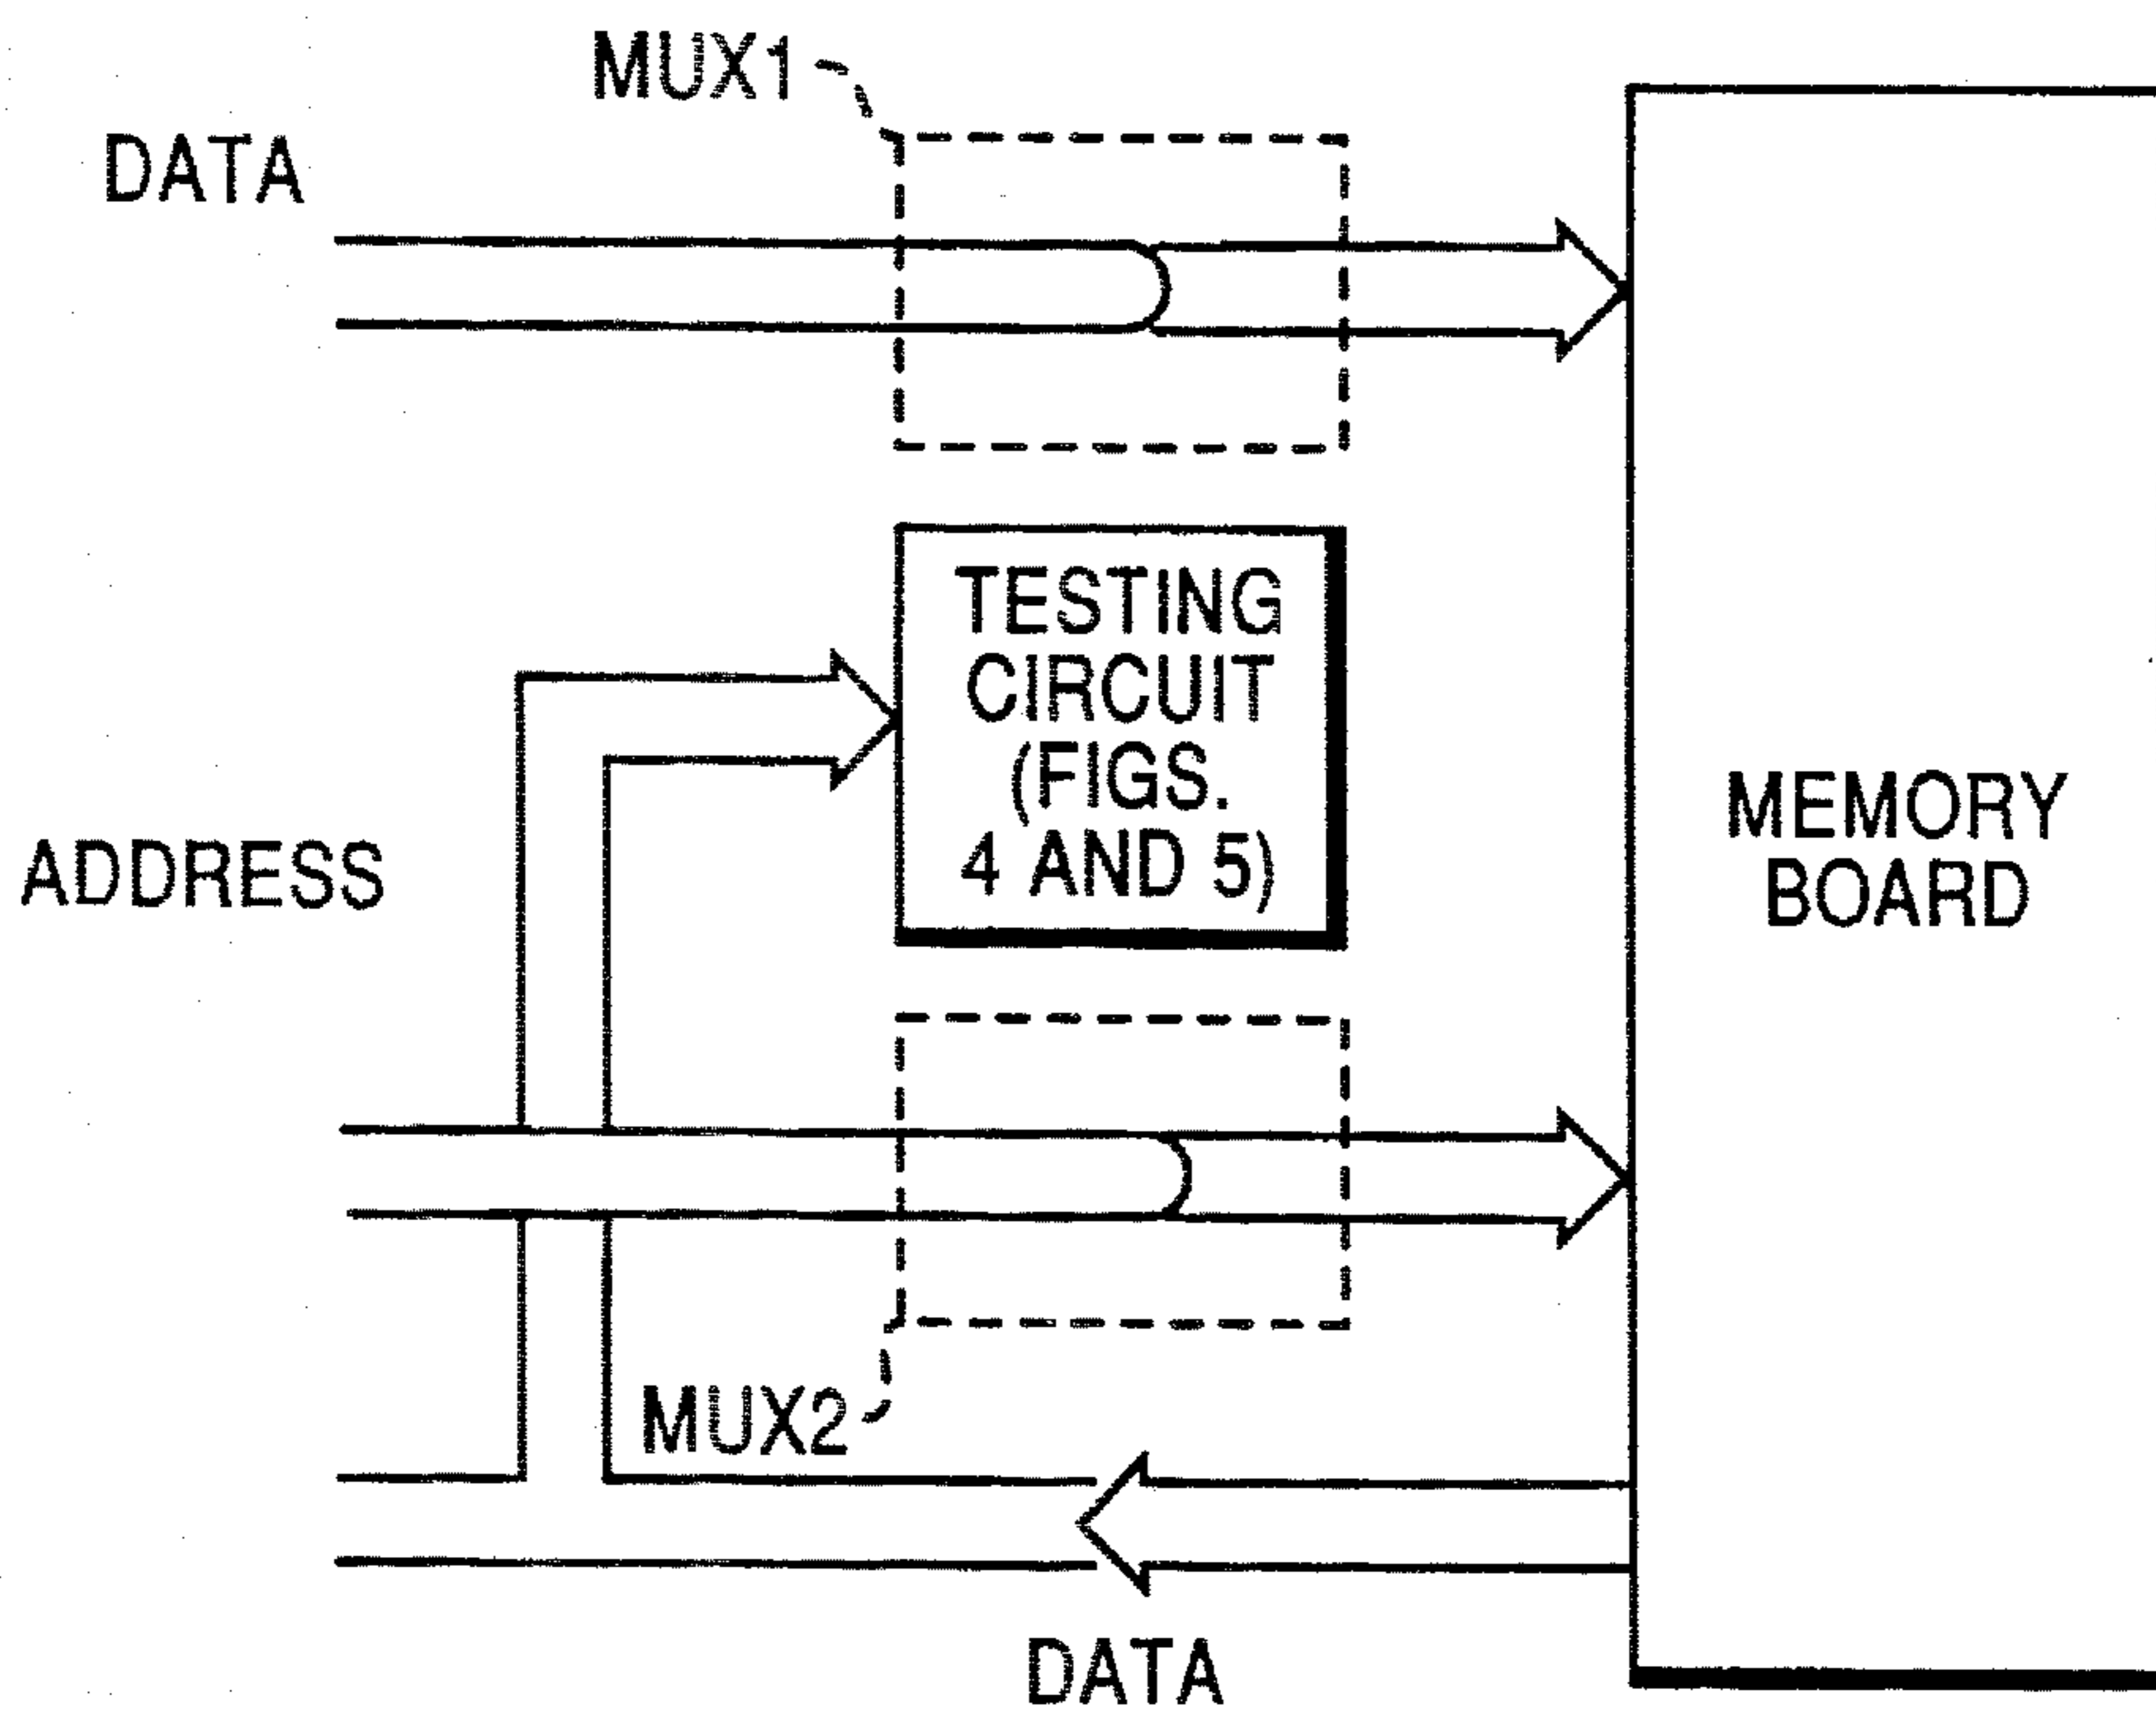 MUX1
DATA
TESTING
CIRCUIT
(FIGS.
4 AND 5)
MEMORY
BOARD
ADDRESS
MUX2
DATA